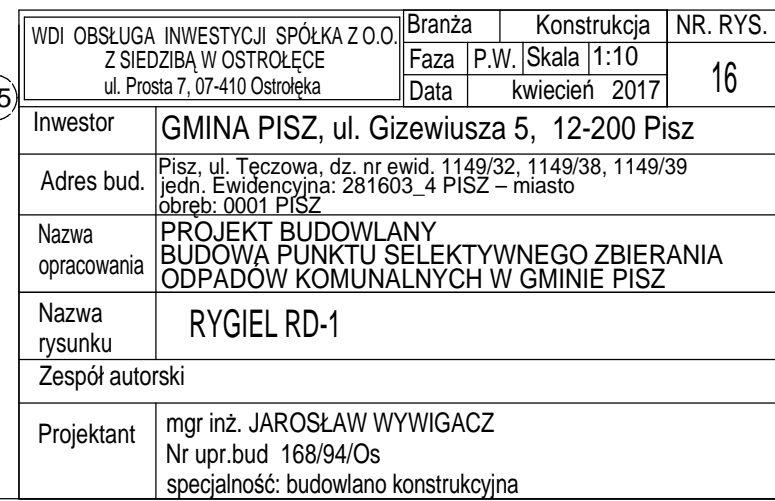 WDI OBSŁUGA INWESTYCJI SPÓŁKA Z O.O.
Z SIEDZIBĄ W OSTROŁĘCE
ul. Prosta 7, 07-410 Ostrołęka
Branża Konstrukcja
Faza P.W. Skala 1:10
Data kwiecień 2017
NR. RYS.
16
5
Inwestor GMINA PISZ, ul. Gizewiusza 5, 12-200 Pisz
Adres bud.
Pisz, ul. Tęczowa, dz. nr ewid. 1149/32, 1149/38, 1149/39
jedn. Ewidencyjna: 281603_4 PISZ – miasto
obręb: 0001 PISZ
Nazwa
opracowania
PROJEKT BUDOWLANY
BUDOWA PUNKTU SELEKTYWNEGO ZBIERANIA
ODPADÓW KOMUNALNYCH W GMINIE PISZ
Nazwa
rysunku
RYGIEL RD-1
Zespół autorski
Projektant
mgr inż. JAROSŁAW WYWIGACZ
Nr upr.bud 168/94/Os
specjalność: budowlano konstrukcyjna